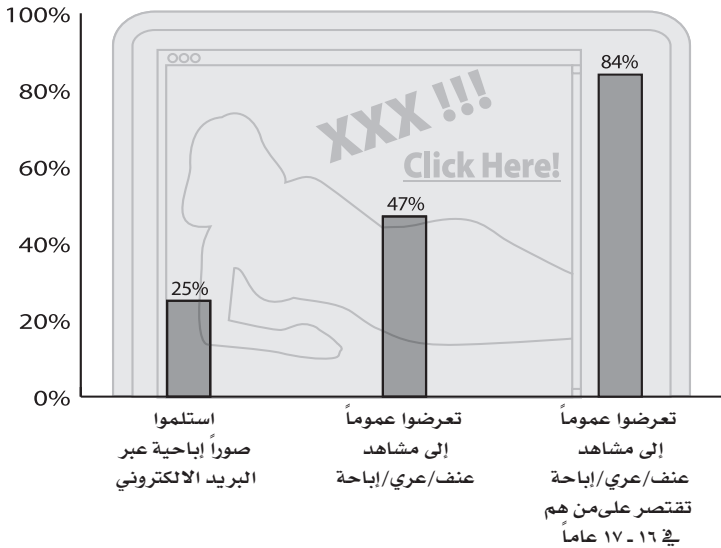 100%
80%
60%
40%
20%
0%
XXX !!!
Click Here!
25%
47%
84%
استلموا
صوراً إباحية عبر
البريد الالكتروني
تعرضوا عموماً
إلى مشاهد
عنف/عري/إباحة
تعرضوا عموماً
إلى مشاهد
عنف/عري/إباحة
تقتصر على من هم
في ١٦ - ١٧ عاماً